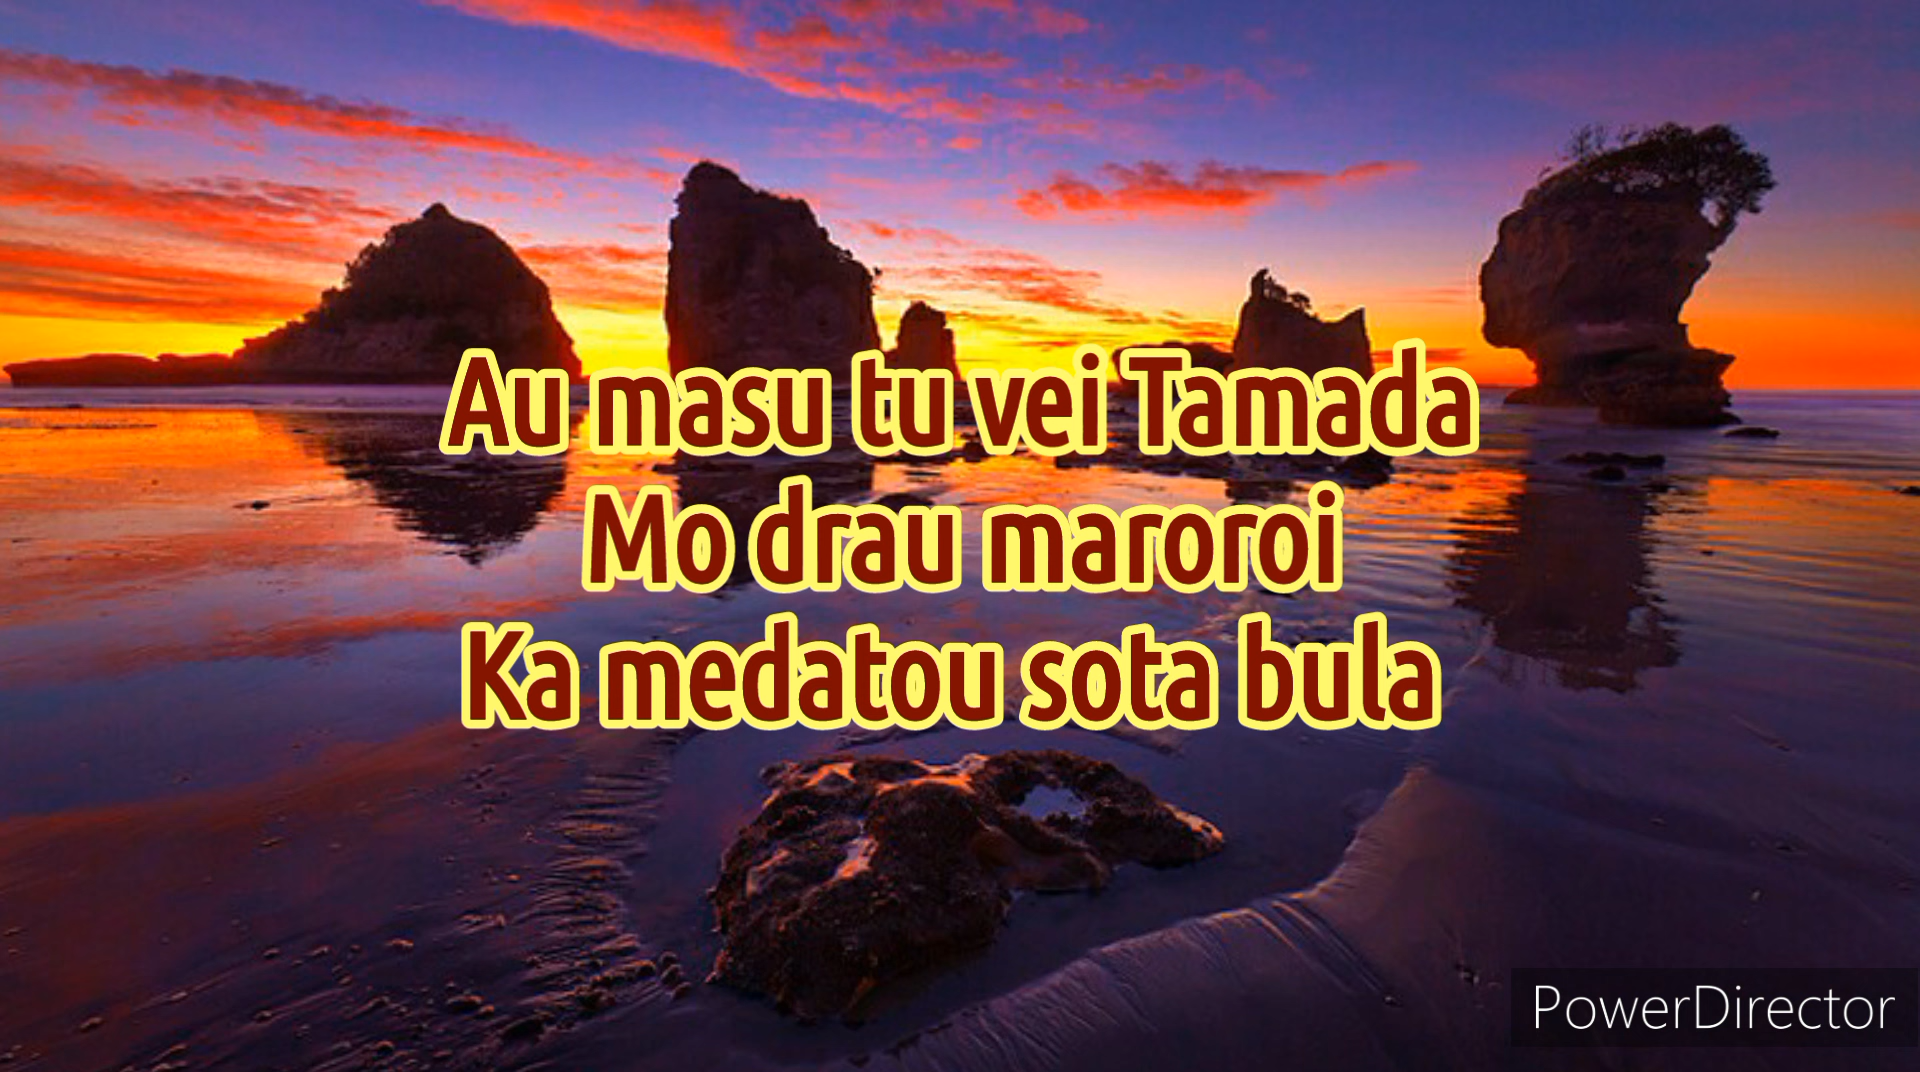 Au masu tu vei Tamada
Mo drau maroroi
Ka medatou sota bula
PowerDirector